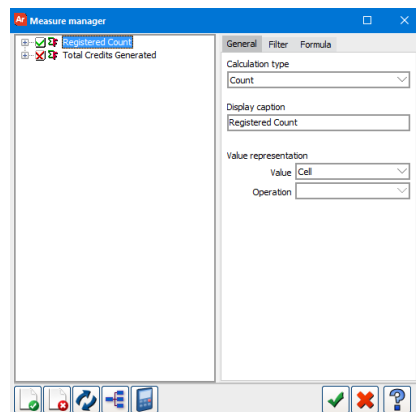 Ar Measure manager
Registered Count
Total Credits Generated
General Filter Formula
Calculation type
Count
Display caption
Registered Count
Value representation
Value Cell
Operation